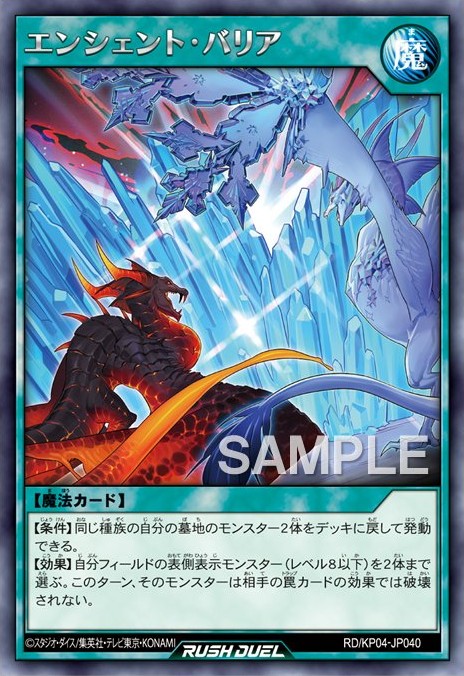 エンシェント・バリア
魔
ま
SAMPLE
【魔法カード】
【条件】同じ種族の自分の墓地のモンスター2体をデッキに戻して発動
できる。
【効果】自分フィールドの表側表示モンスター(レベル8以下)を2体まで
選ぶ。このターン、そのモンスターは相手の罠カードの効果では破壊
されない。
©スタジオ・ダイス/集英社・テレビ東京・KONAMI
RUSH DUEL
RD/KP04-JP040